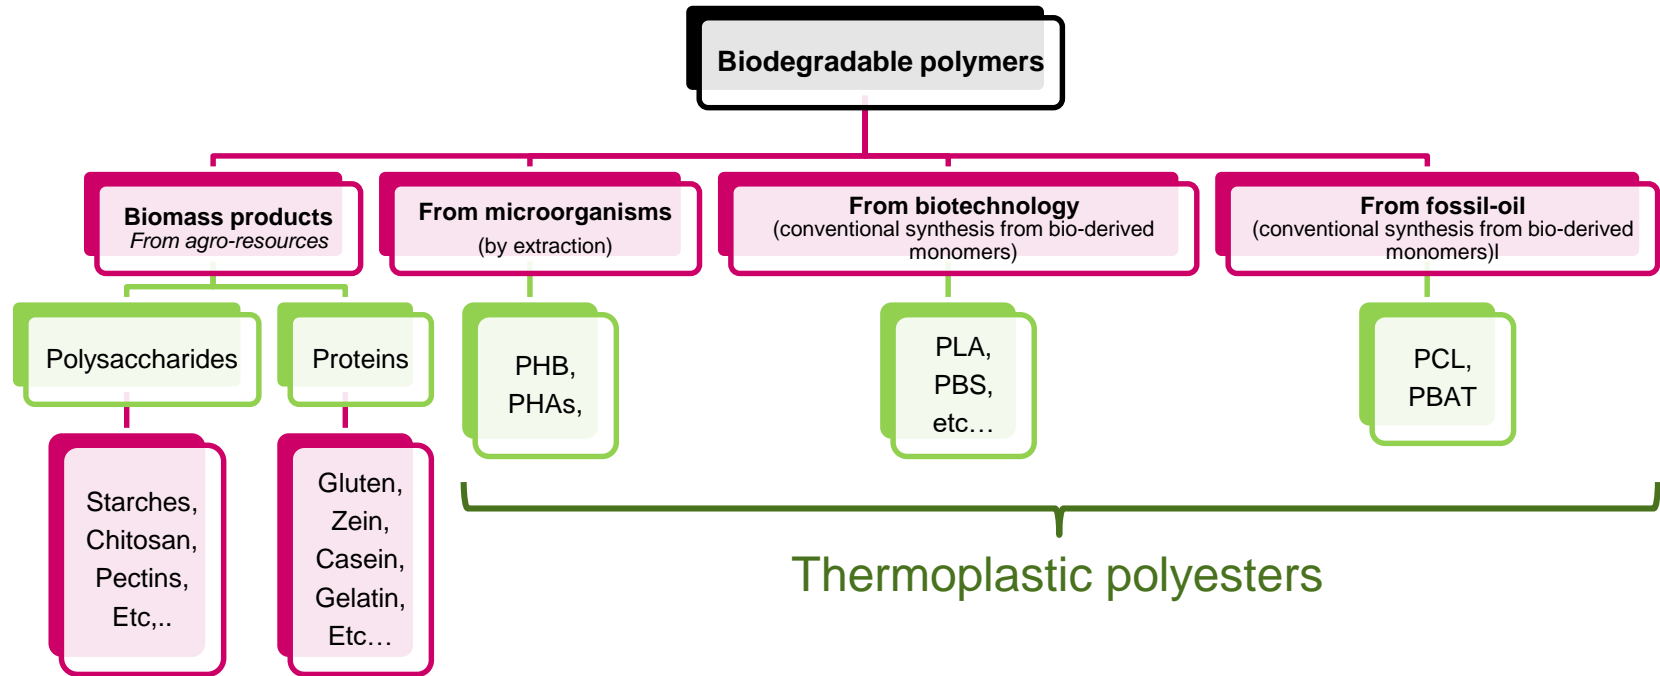 Biodegradable polymers
Biomass products
From agro-resources
From microorganisms
(by extraction)
From biotechnology
(conventional synthesis from bio-derived
monomers)
From fossil-oil
(conventional synthesis from bio-derived
monomers)l
Polysaccharides
Proteins
PHB,
PHAs,
PLA,
PBS,
etc…
PCL,
PBAT
Starches,
Chitosan,
Pectins,
Etc,..
Gluten,
Zein,
Casein,
Gelatin,
Etc…
Thermoplastic polyesters